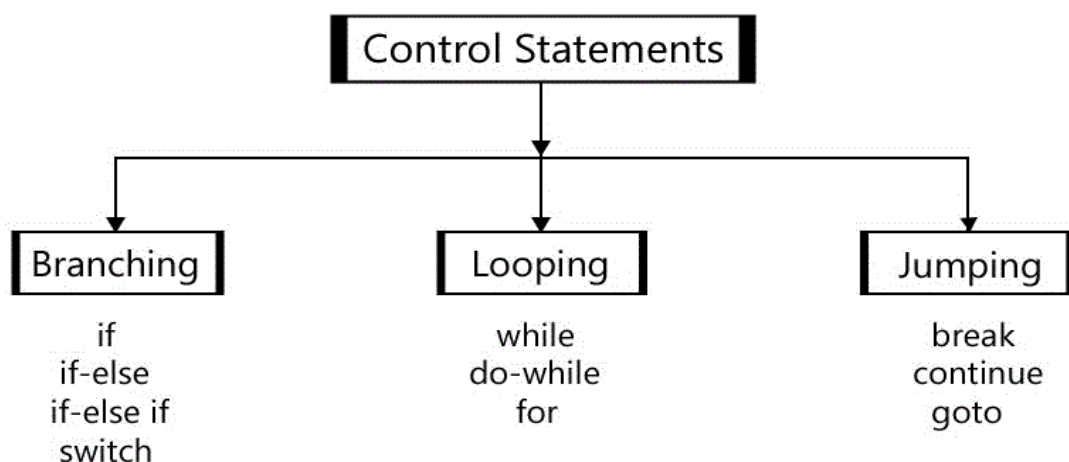 Control Statements
Branching
if
if-else
if-else if
switch
Looping
while
do-while
for
Jumping
break
continue
goto